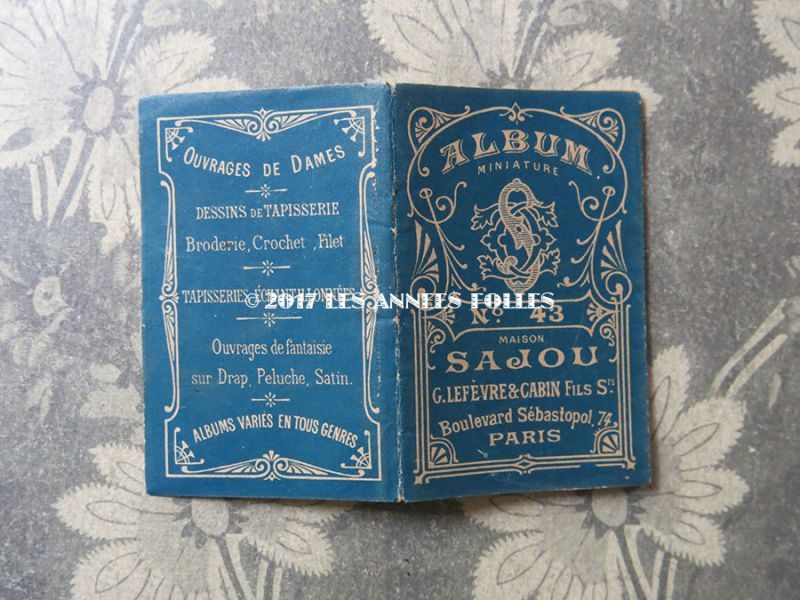 OUVRAGES DE DAMES
DESSINS DE TAPISSERIE
Broderie, Crochet, Filet
TAPISSERIES ÉCHANTILLONNÉES
Ouvrages de fantaisie
sur Drap, Peluche, Satin.
ALBUMS VARIÉS EN TOUS GENRES
ALBUM
MINIATURE
S
No 43
MAISON
SAJOU
G. LEFÈVRE & CABIN FILS Srs
Boulevard Sébastopol, 74,
PARIS
© 2017 LES ANNEES FOLLES